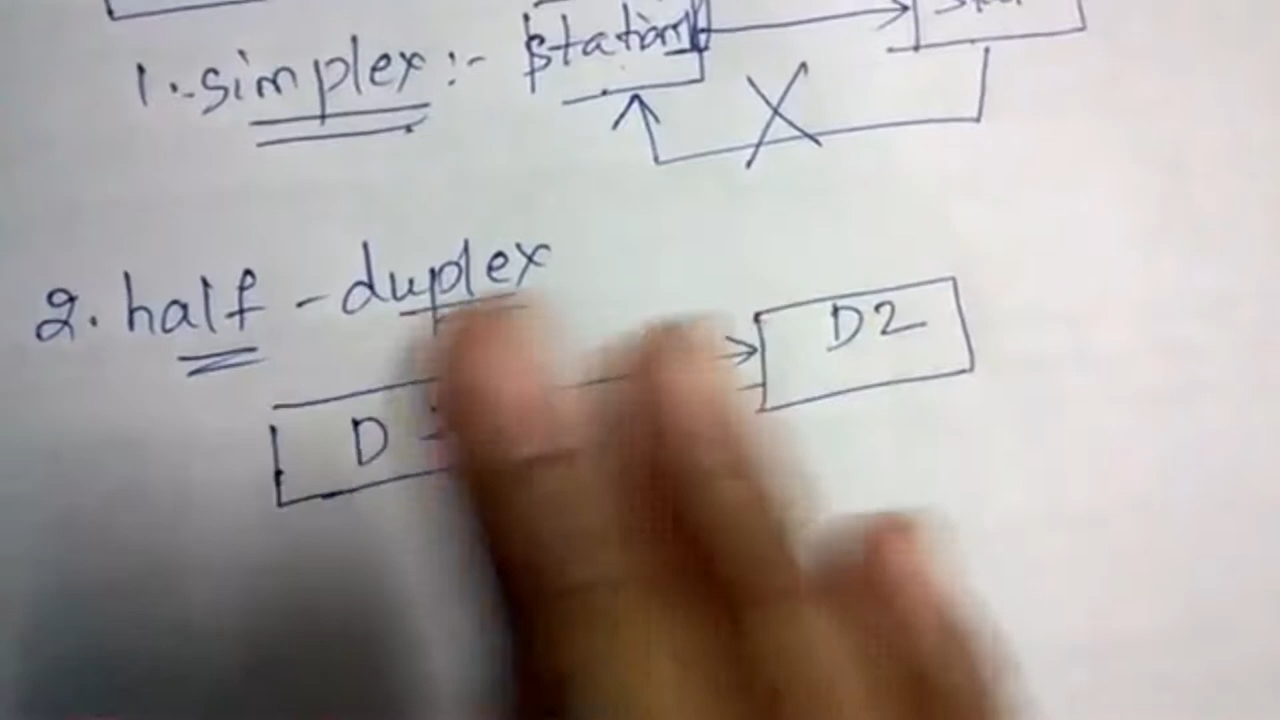 1. simplex :- Station
2. half - duplex
D2
D